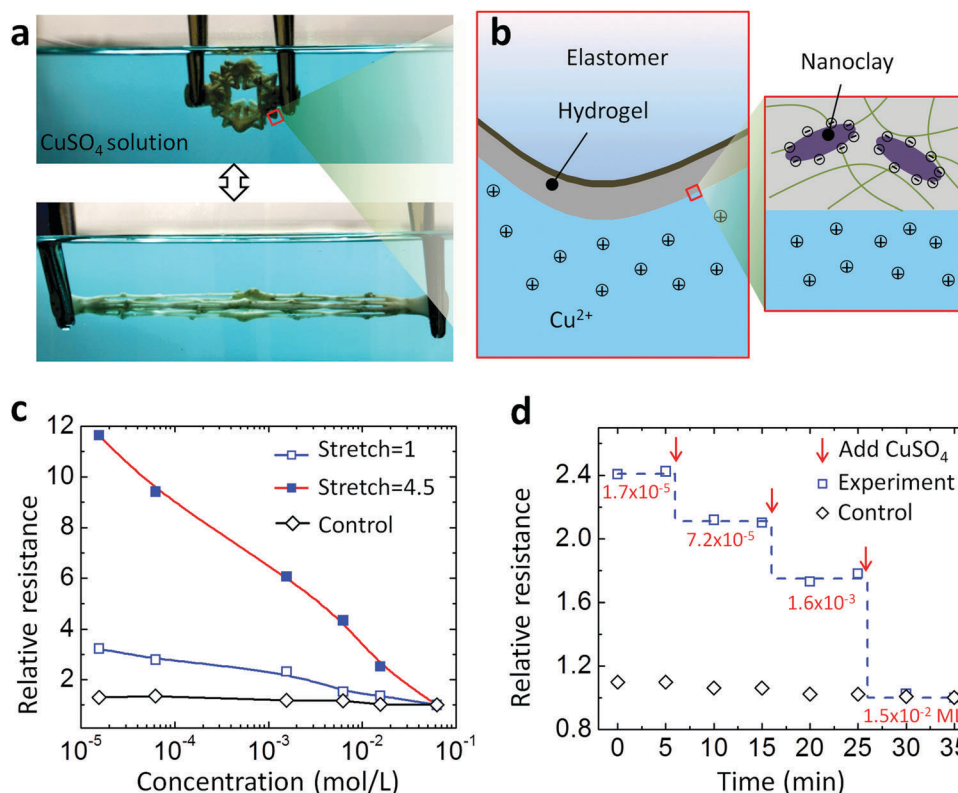 a
CuSO₄ solution
b
Elastomer
Hydrogel
Cu²⁺
Nanoclay
c
Relative resistance
12
10
8
6
4
2
10⁻⁵ 10⁻⁴ 10⁻³ 10⁻² 10⁻¹
Concentration (mol/L)
Stretch=1
Stretch=4.5
Control
d
Relative resistance
2.4
2.0
1.6
1.2
0.8
0 5 10 15 20 25 30 35
Time (min)
Add CuSO₄
Experiment
Control
1.7x10⁻⁵
7.2x10⁻⁵
1.6x10⁻³
1.5x10⁻²